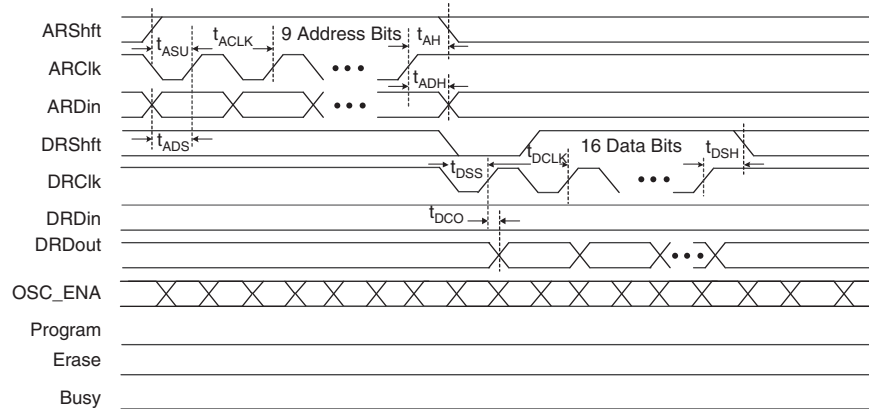 ARShft
ARClk
ARDin
DRShft
DRClk
DRDin
DRDout
OSC_ENA
Program
Erase
Busy
tASU
tACLK
9 Address Bits
tAH
tADH
tADS
tDSS
tDCLK
16 Data Bits
tDSH
tDCO